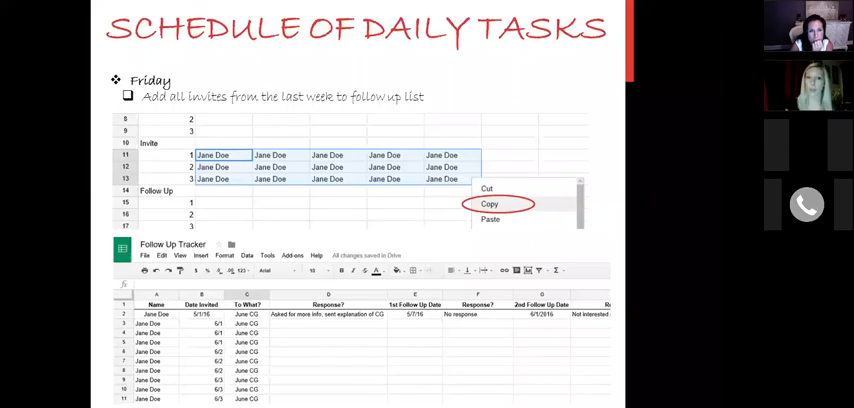 SCHEDULE OF DAILY TASKS
Friday
Add all invites from the last week to follow up list
8 2
9 3
10 Invite
11 1 Jane Doe Jane Doe Jane Doe Jane Doe Jane Doe
12 2 Jane Doe Jane Doe Jane Doe Jane Doe Jane Doe
13 3 Jane Doe Jane Doe Jane Doe Jane Doe Jane Doe
Cut
14 Follow Up
15 1
Copy
16 2
Paste
17 3
Follow Up Tracker
File Edit View Insert Format Data Tools Add-ons Help All changes saved in Drive
$ % .0 .00 123 Arial 10 B I S A
fx
A B C D E F G
1 Name Date Invited To What? Response? 1st Follow Up Date Response? 2nd Follow Up Date
2 Jane Doe 5/1/16 June CG Asked for more info, sent explanation of CG 5/7/16 No response 6/1/2016 Not interested
3 Jane Doe 6/1 June CG
4 Jane Doe 6/1 June CG
5 Jane Doe 6/1 June CG
6 Jane Doe 6/2 June CG
7 Jane Doe 6/2 June CG
8 Jane Doe 6/2 June CG
9 Jane Doe 6/3 June CG
10 Jane Doe 6/3 June CG
11 Jane Doe 6/3 June CG